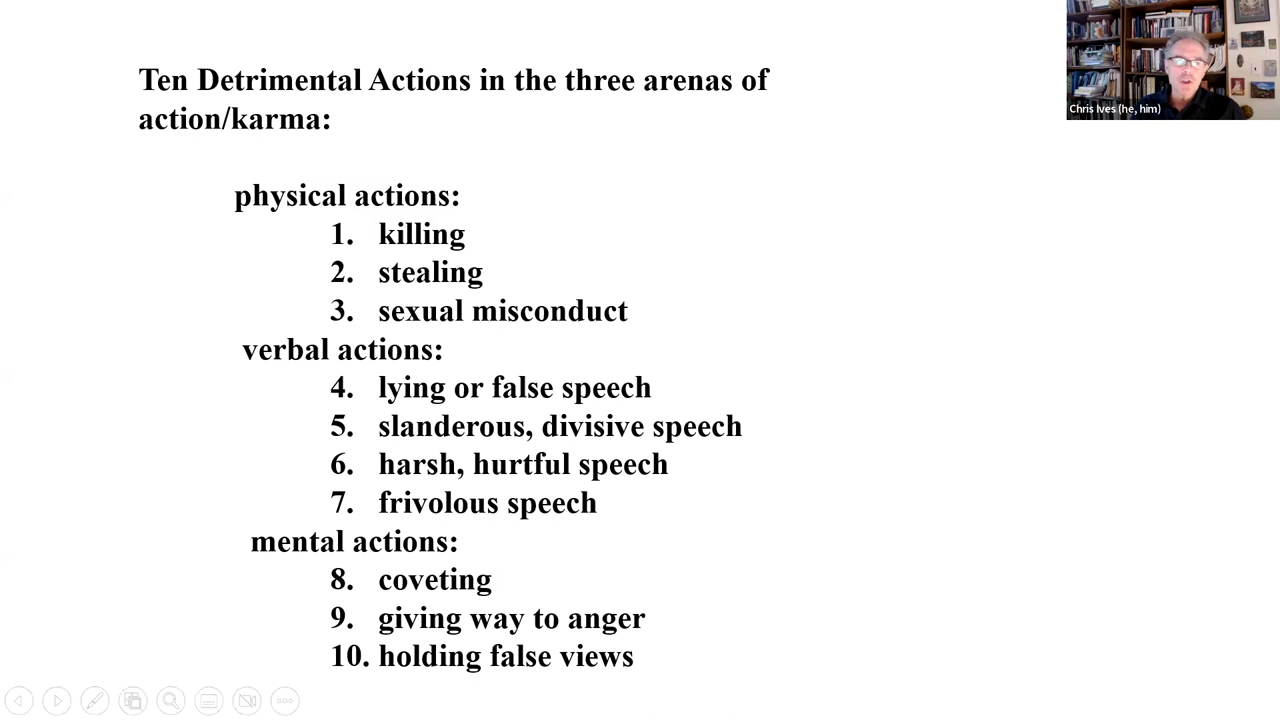 Ten Detrimental Actions in the three arenas of
action/karma:
physical actions:
1. killing
2. stealing
3. sexual misconduct
verbal actions:
4. lying or false speech
5. slanderous, divisive speech
6. harsh, hurtful speech
7. frivolous speech
mental actions:
8. coveting
9. giving way to anger
10. holding false views
Chris Ives (he, him)